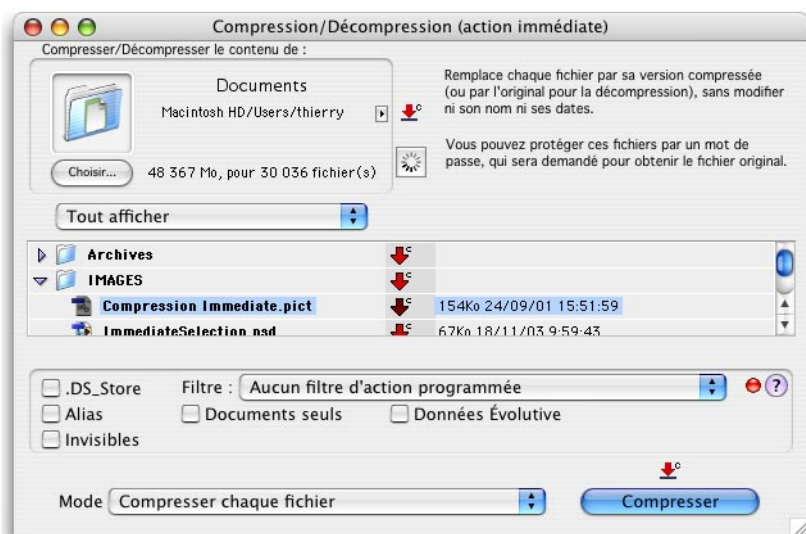 Compression/Décompression (action immédiate)
Compresser/Décompresser le contenu de :
Documents
Macintosh HD/Users/thierry
Choisir...
48 367 Mo, pour 30 036 fichier(s)
Remplace chaque fichier par sa version compressée
(ou par l'original pour la décompression), sans modifier
ni son nom ni ses dates.
Vous pouvez protéger ces fichiers par un mot de
passe, qui sera demandé pour obtenir le fichier original.
Tout afficher
Archives
IMAGES
Compression Immediate.pict 154Ko 24/09/01 15:51:59
ImmediateSelection.psd 67Ko 18/11/03 9:59:43
.DS_Store
Filtre : Aucun filtre d'action programmée
?
Alias
Documents seuls
Données Évolutive
Invisibles
Mode Compresser chaque fichier
Compresser